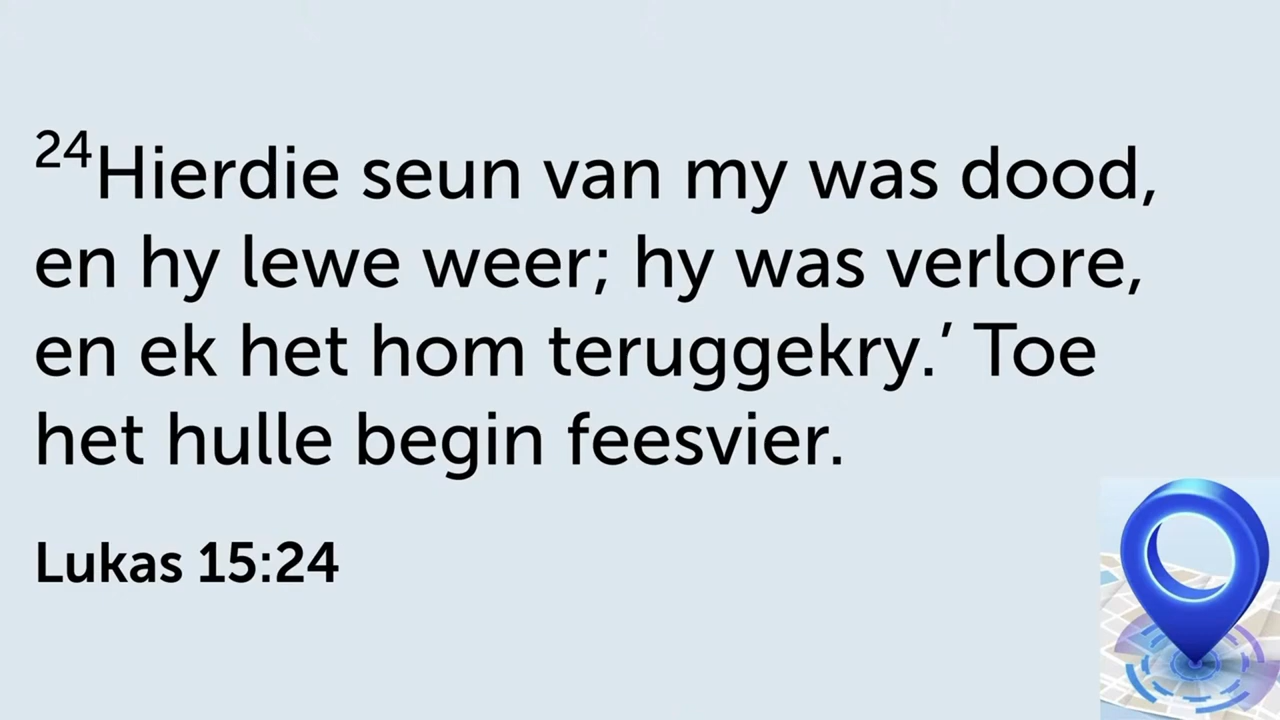 24Hierdie seun van my was dood,
en hy lewe weer; hy was verlore,
en ek het hom teruggekry.’ Toe
het hulle begin feesvier.
Lukas 15:24